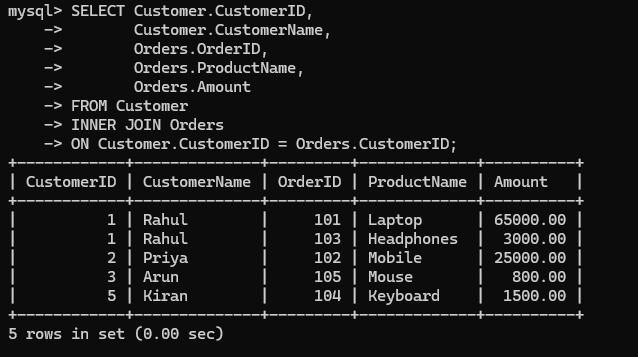 mysql> SELECT Customer.CustomerID,
    ->        Customer.CustomerName,
    ->        Orders.OrderID,
    ->        Orders.ProductName,
    ->        Orders.Amount
    -> FROM Customer
    -> INNER JOIN Orders
    -> ON Customer.CustomerID = Orders.CustomerID;
+------------+--------------+---------+-------------+----------+
| CustomerID | CustomerName | OrderID | ProductName | Amount   |
+------------+--------------+---------+-------------+----------+
|          1 | Rahul        |     101 | Laptop      | 65000.00 |
|          1 | Rahul        |     103 | Headphones  |  3000.00 |
|          2 | Priya        |     102 | Mobile      | 25000.00 |
|          3 | Arun         |     105 | Mouse       |   800.00 |
|          5 | Kiran        |     104 | Keyboard    |  1500.00 |
+------------+--------------+---------+-------------+----------+
5 rows in set (0.00 sec)